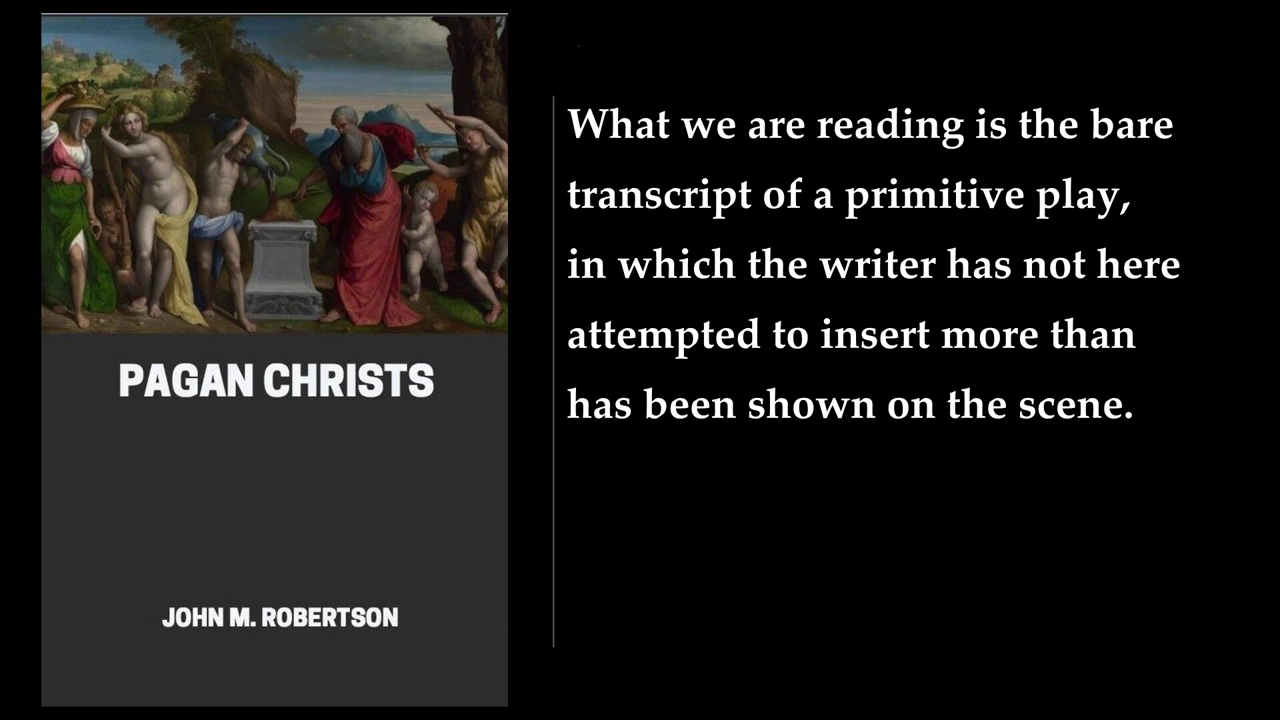 PAGAN CHRISTS
JOHN M. ROBERTSON
What we are reading is the bare
transcript of a primitive play,
in which the writer has not here
attempted to insert more than
has been shown on the scene.